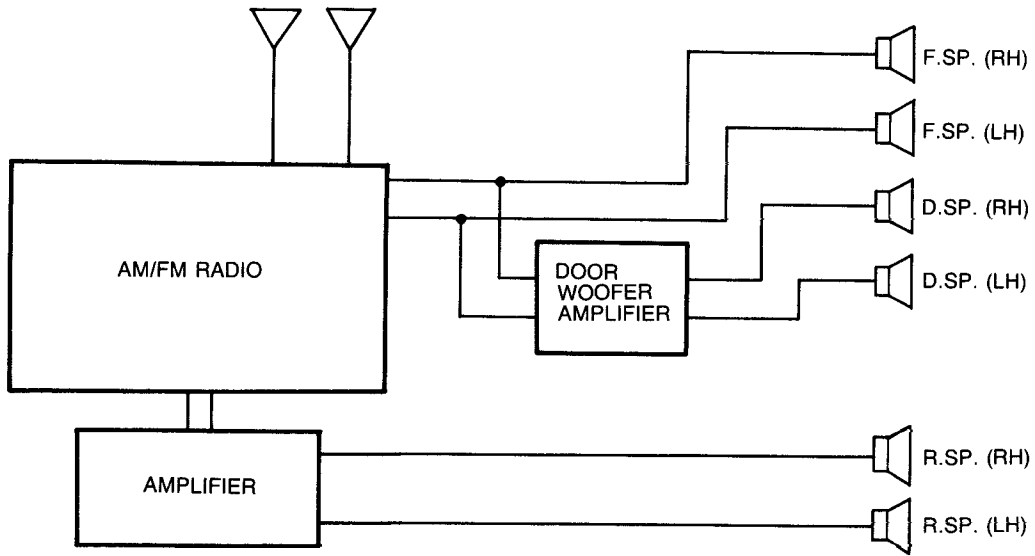 F.SP. (RH)
F.SP. (LH)
D.SP. (RH)
AM/FM RADIO
DOOR
WOOFER
AMPLIFIER
D.SP. (LH)
R.SP. (RH)
AMPLIFIER
R.SP. (LH)